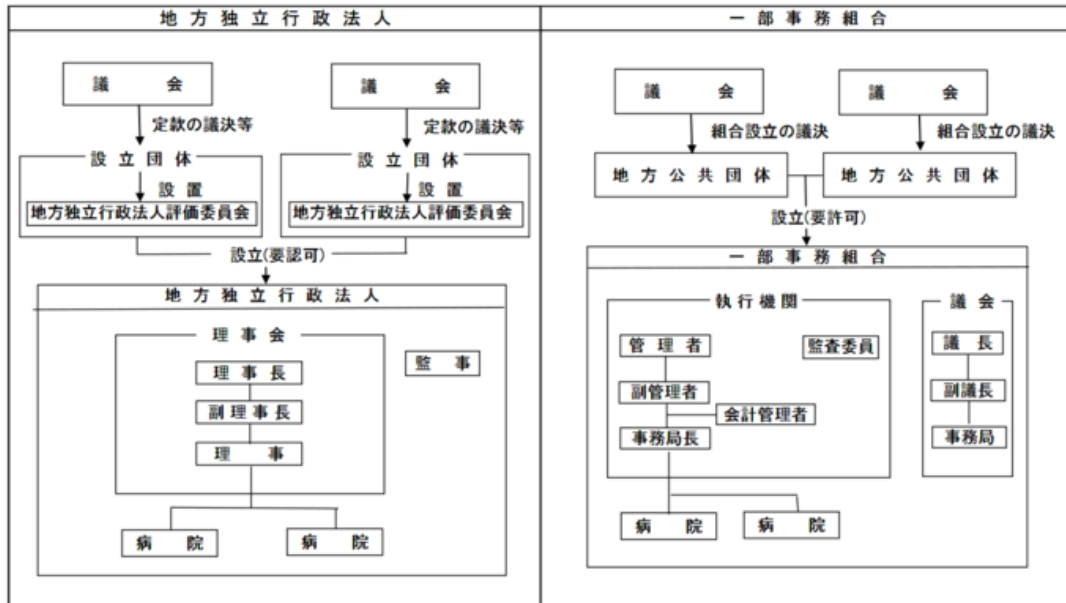 地方独立行政法人
議会
議会
定款の議決等
定款の議決等
設立団体
設立団体
設置
設置
地方独立行政法人評価委員会
地方独立行政法人評価委員会
設立(要認可)
地方独立行政法人
理事会
監事
理事長
副理事長
理事
病院
病院
一部事務組合
議会
議会
組合設立の議決
組合設立の議決
地方公共団体
地方公共団体
設立(要許可)
一部事務組合
執行機関
議会
管理者
監査委員
議長
副管理者
副議長
会計管理者
事務局長
事務局
病院
病院